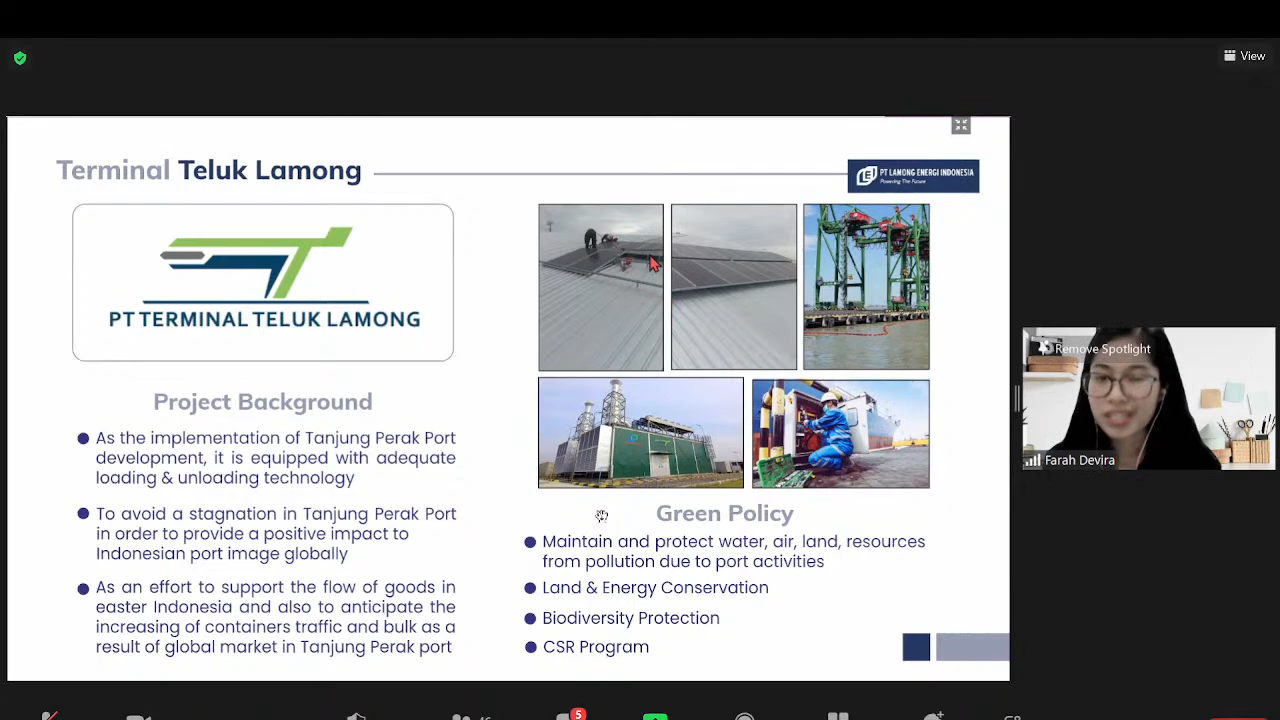 View
Terminal Teluk Lamong
PT LAMONG ENERGI INDONESIA
Powering The Future
PT TERMINAL TELUK LAMONG
Project Background
As the implementation of Tanjung Perak Port
development, it is equipped with adequate
loading & unloading technology
To avoid a stagnation in Tanjung Perak Port
in order to provide a positive impact to
Indonesian port image globally
As an effort to support the flow of goods in
easter Indonesia and also to anticipate the
increasing of containers traffic and bulk as a
result of global market in Tanjung Perak port
Green Policy
Maintain and protect water, air, land, resources
from pollution due to port activities
Land & Energy Conservation
Biodiversity Protection
CSR Program
Remove Spotlight
Farah Devira
5